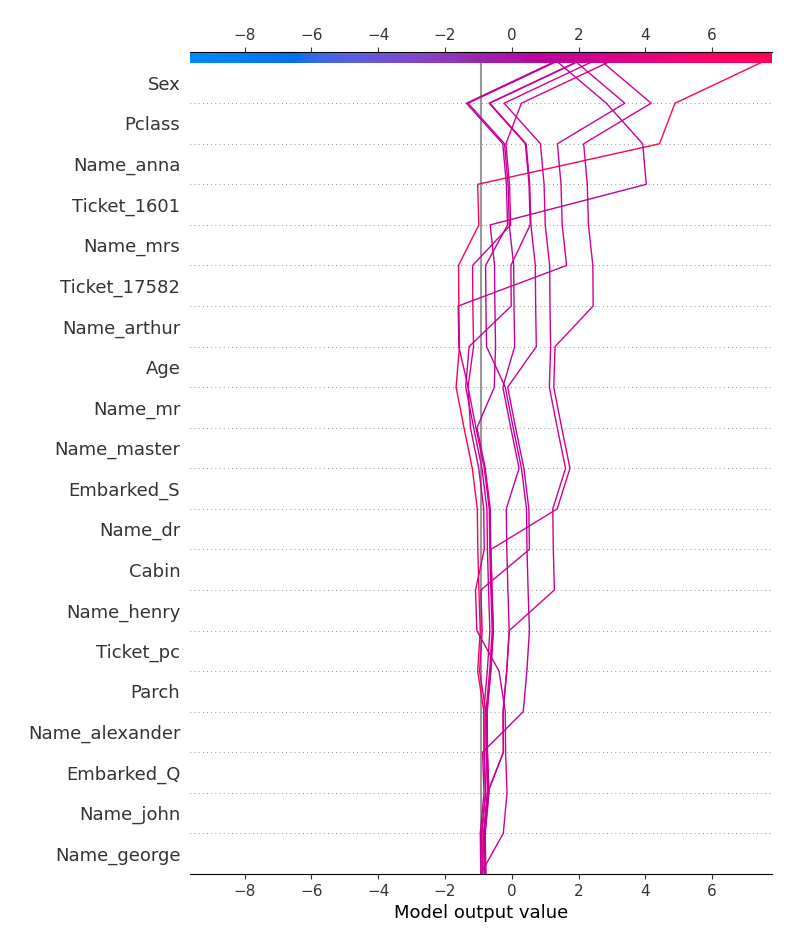 −8 −6 −4 −2 0 2 4 6
Sex
Pclass
Name_anna
Ticket_1601
Name_mrs
Ticket_17582
Name_arthur
Age
Name_mr
Name_master
Embarked_S
Name_dr
Cabin
Name_henry
Ticket_pc
Parch
Name_alexander
Embarked_Q
Name_john
Name_george
−8 −6 −4 −2 0 2 4 6
Model output value